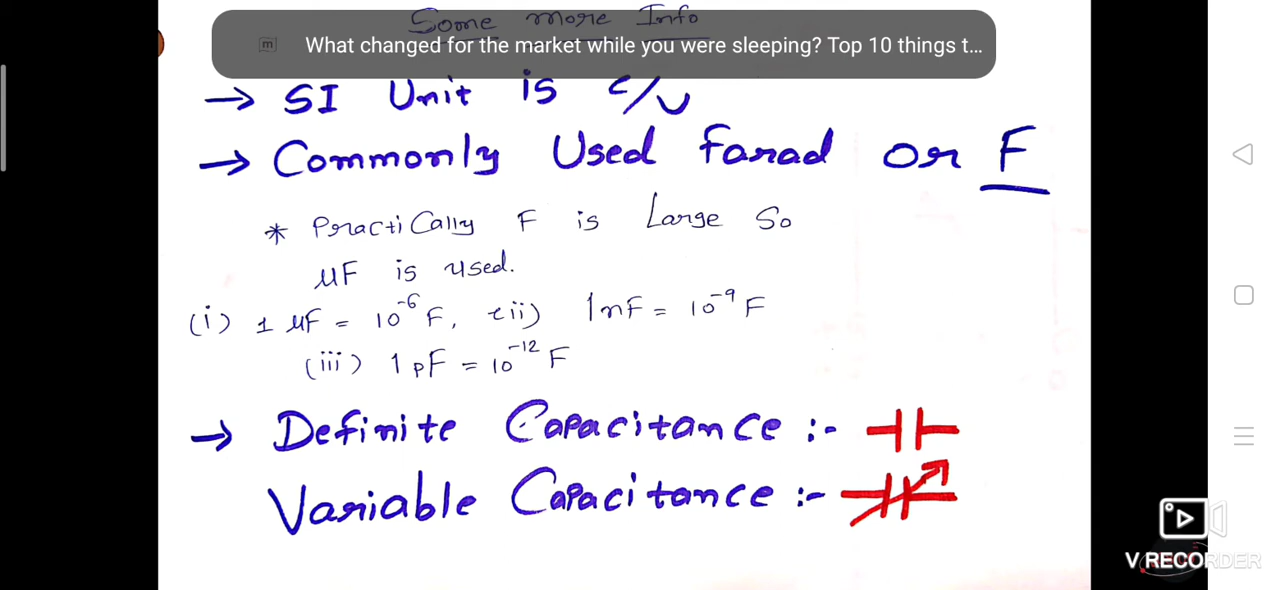 Some more Info
What changed for the market while you were sleeping? Top 10 things t...
→ SI Unit is C/V
→ Commonly Used Farad or F
* Practically F is Large So
μF is used.
(i) 1 μF = 10⁻⁶ F, (ii) 1nF = 10⁻⁹ F
(iii) 1 pF = 10⁻¹² F
→ Definite Capacitance :-
Variable Capacitance :-
V RECORDER